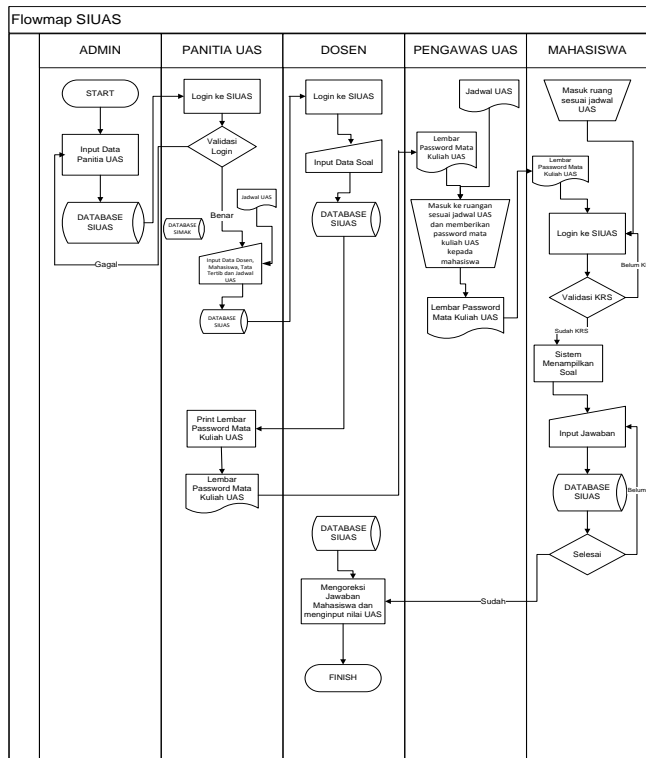 Flowmap SIUAS
ADMIN
PANITIA UAS
DOSEN
PENGAWAS UAS
MAHASISWA
START
Input Data
Panitia UAS
DATABASE
SIUAS
Gagal
Login ke SIUAS
Validasi
Login
Benar
Jadwal UAS
DATABASE
SIMAK
Input Data Dosen,
Mahasiswa, Tata
Tertib dan Jadwal
UAS
DATABASE
SIUAS
Print Lembar
Password Mata
Kuliah UAS
Lembar
Password Mata
Kuliah UAS
Login ke SIUAS
Input Data Soal
DATABASE
SIUAS
DATABASE
SIUAS
Mengoreksi
Jawaban
Mahasiswa dan
menginput nilai UAS
FINISH
Jadwal UAS
Lembar
Password Mata
Kuliah UAS
Masuk ke ruangan
sesuai jadwal UAS
dan memberikan
password mata
kuliah UAS
kepada
mahasiswa
Lembar Password
Mata Kuliah UAS
Masuk ruang
sesuai jadwal
UAS
Lembar
Password Mata
Kuliah UAS
Login ke SIUAS
Belum
Validasi KRS
Sudah KRS
Sistem
Menampilkan
Soal
Input Jawaban
DATABASE
SIUAS
Belum
Selesai
Sudah